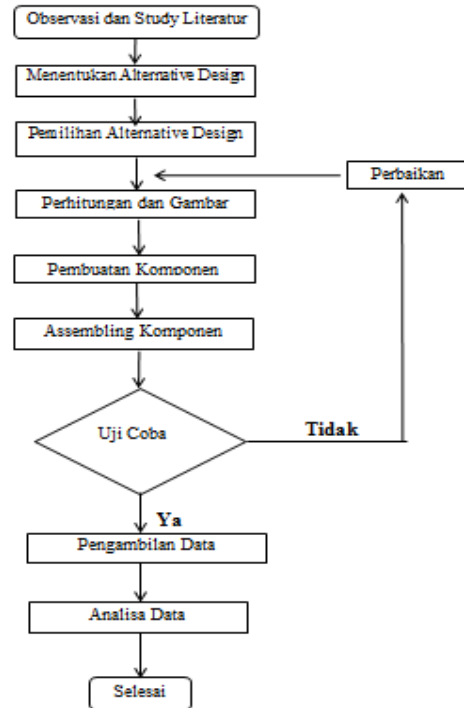 Observasi dan Study Literatur
Menentukan Alternative Design
Pemilihan Alternative Design
Perbaikan
Perhitungan dan Gambar
Pembuatan Komponen
Assembling Komponen
Uji Coba
Tidak
Ya
Pengambilan Data
Analisa Data
Selesai